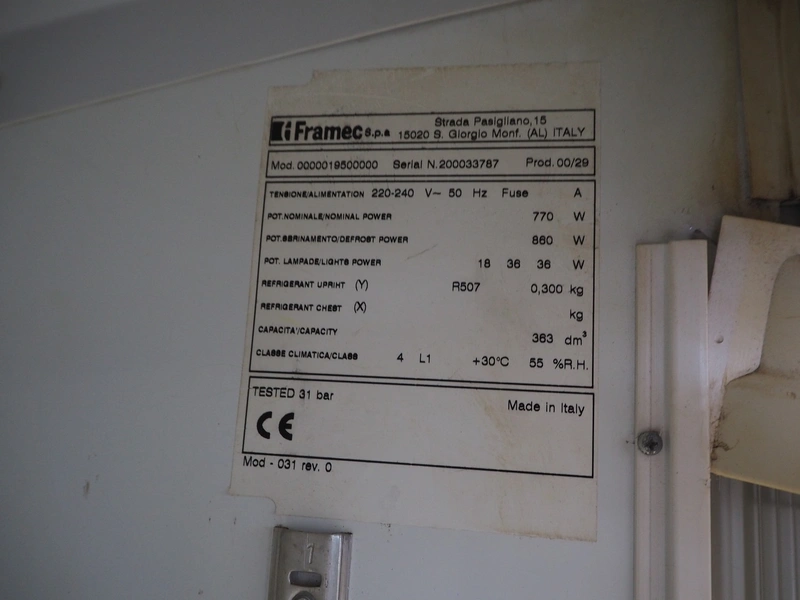 Framec S.p.a Strada Pasigliano,15
15020 S. Giorgio Monf. (AL) ITALY
Mod. 0000019500000 Serial N.200033787 Prod. 00/29
TENSIONE/ALIMENTATION 220-240 V~ 50 Hz Fuse A
POT.NOMINALE/NOMINAL POWER 770 W
POT.SBRINAMENTO/DEFROST POWER 860 W
POT. LAMPADE/LIGHTS POWER 18 36 36 W
REFRIGERANT UPRIHT (Y) R507 0,300 kg
REFRIGERANT CHEST (X) kg
CAPACITA'/CAPACITY 363 dm³
CLASSE CLIMATICA/CLASS 4 L1 +30°C 55 %R.H.
TESTED 31 bar Made in Italy
CE
Mod - 031 rev. 0
1